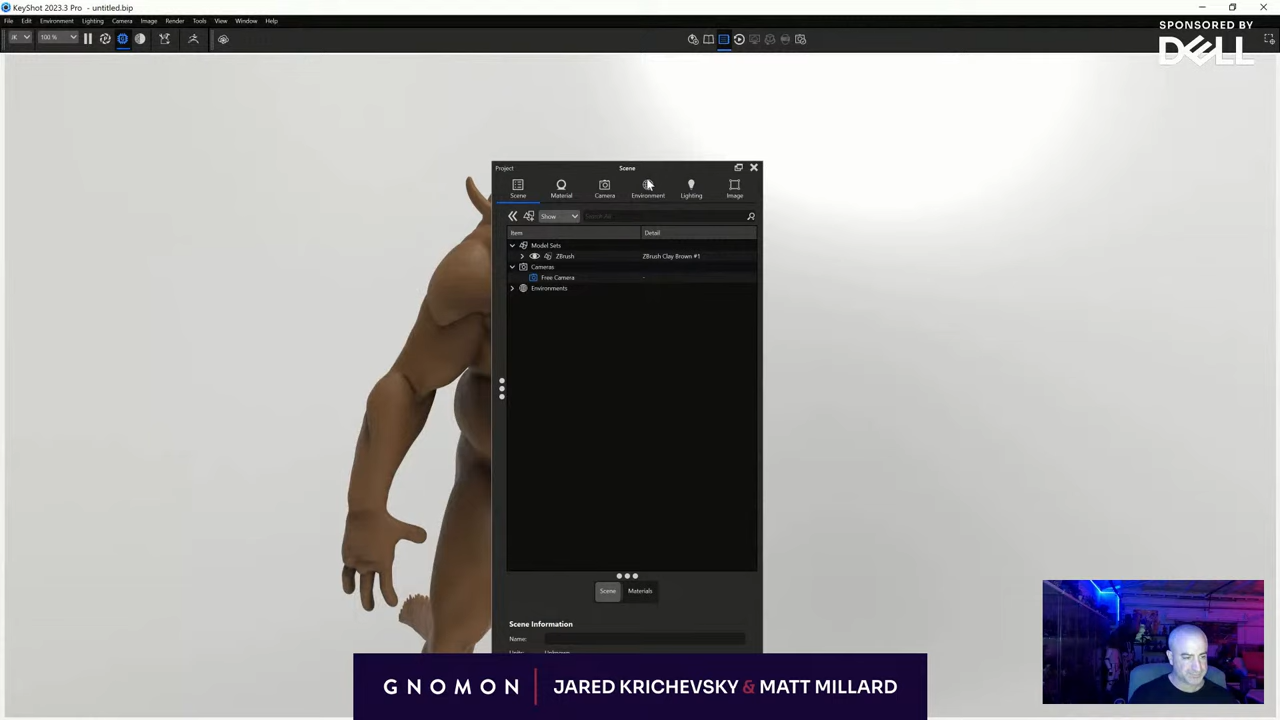 KeyShot 2023.3 Pro - untitled.bip
File Edit Environment Lighting Camera Image Render Tools View Window Help
100 %
SPONSORED BY
DELL
Project Scene
Scene Material Camera Environment Lighting Image
Show
Item Detail
Model Sets
ZBrush ZBrush Clay Brown #1
Cameras
Free Camera -
Environments
Scene Materials
Scene Information
Name:
GNOMON JARED KRICHEVSKY & MATT MILLARD